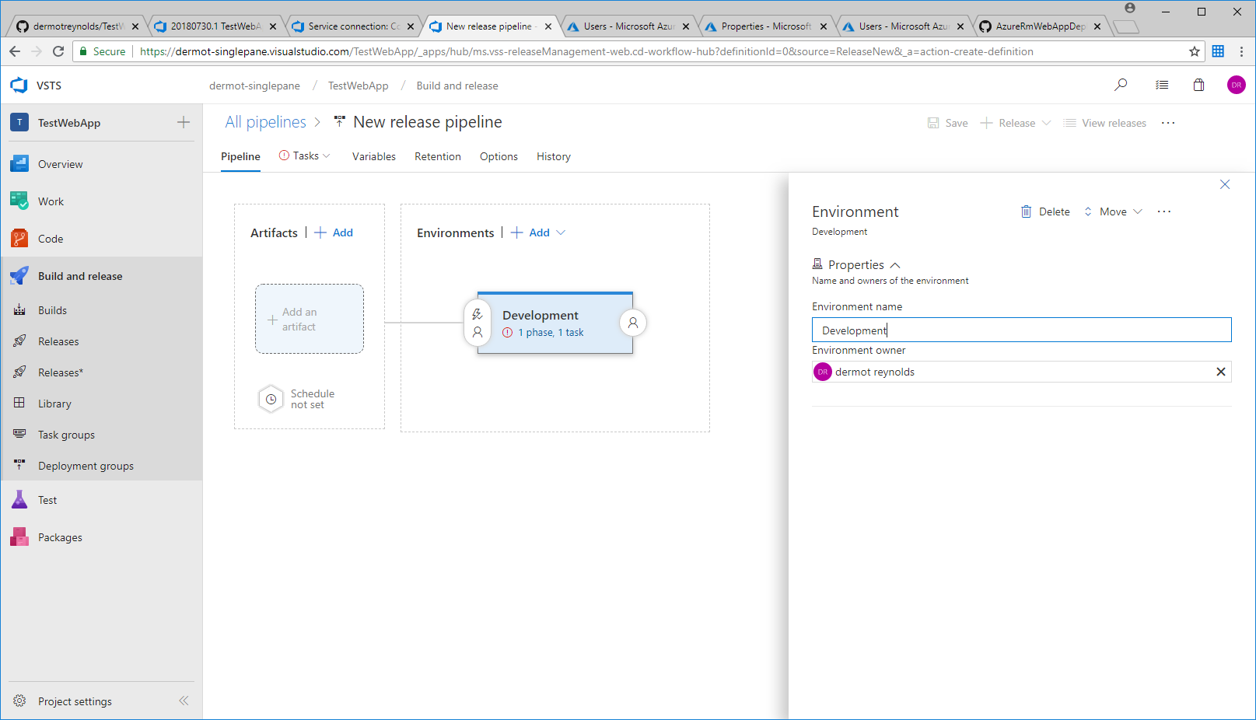 dermotreynolds/TestW
20180730.1 TestWebA
Service connection: Co
New release pipeline -
Users - Microsoft Azur
Properties - Microsoft
Users - Microsoft Azur
AzureRmWebAppDep
Secure
https://dermot-singlepane.visualstudio.com/TestWebApp/_apps/hub/ms.vss-releaseManagement-web.cd-workflow-hub?definitionId=0&source=ReleaseNew&_a=action-create-definition
VSTS
dermot-singlepane / TestWebApp / Build and release
DR
T TestWebApp
All pipelines > New release pipeline
Save
Release
View releases
Pipeline
Tasks
Variables
Retention
Options
History
Overview
Work
Code
Build and release
Builds
Releases
Releases*
Library
Task groups
Deployment groups
Test
Packages
Project settings
Artifacts | + Add
Add an
artifact
Schedule
not set
Environments | + Add
Development
1 phase, 1 task
Environment
Development
Delete
Move
Properties
Name and owners of the environment
Environment name
Development
Environment owner
DR dermot reynolds